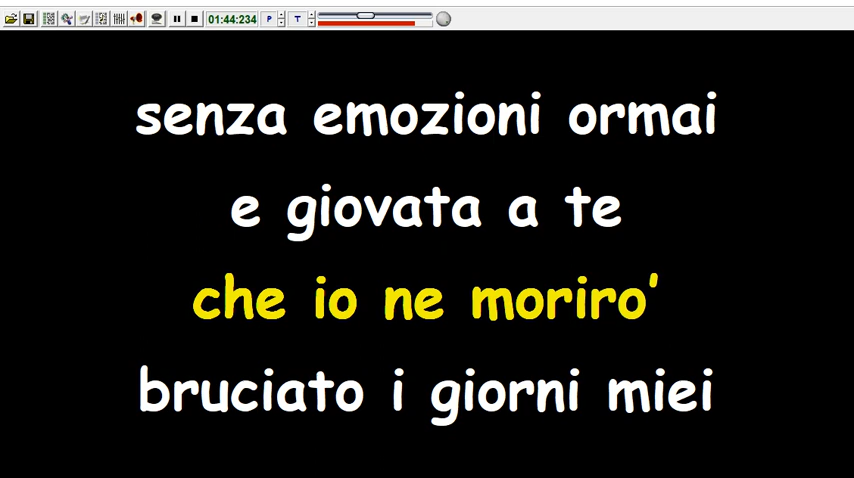 01:44:234 P T
senza emozioni ormai
e giovata a te
che io ne moriro'
bruciato i giorni miei